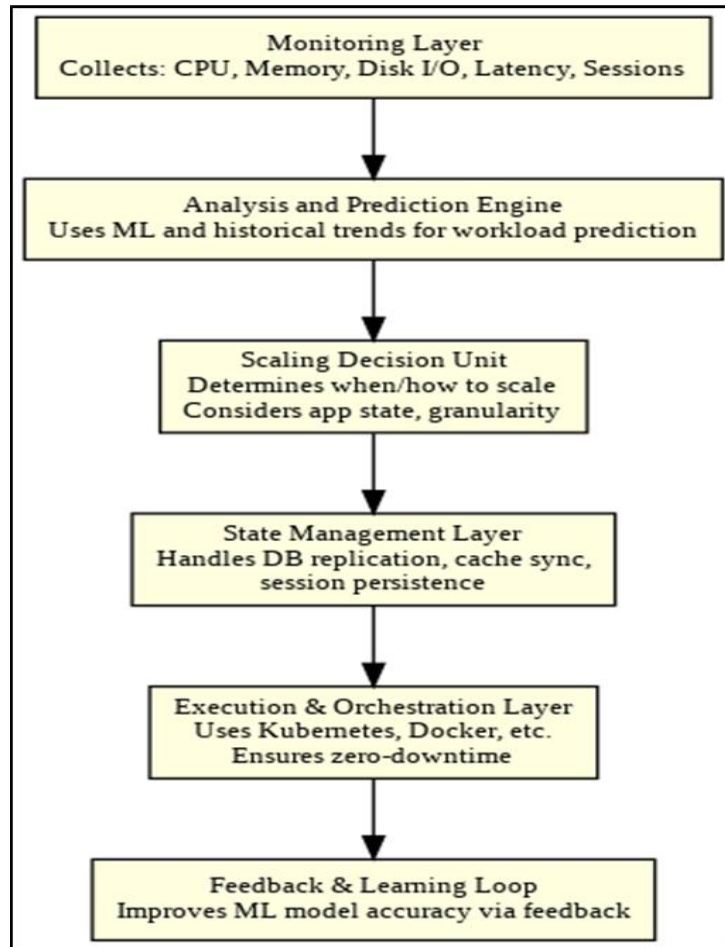 Monitoring Layer
Collects: CPU, Memory, Disk I/O, Latency, Sessions
Analysis and Prediction Engine
Uses ML and historical trends for workload prediction
Scaling Decision Unit
Determines when/how to scale
Considers app state, granularity
State Management Layer
Handles DB replication, cache sync,
session persistence
Execution & Orchestration Layer
Uses Kubernetes, Docker, etc.
Ensures zero-downtime
Feedback & Learning Loop
Improves ML model accuracy via feedback